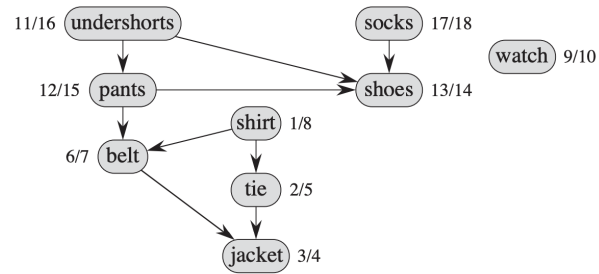 11/16 undershorts socks 17/18
watch 9/10
12/15 pants shoes 13/14
shirt 1/8
6/7 belt
tie 2/5
jacket 3/4